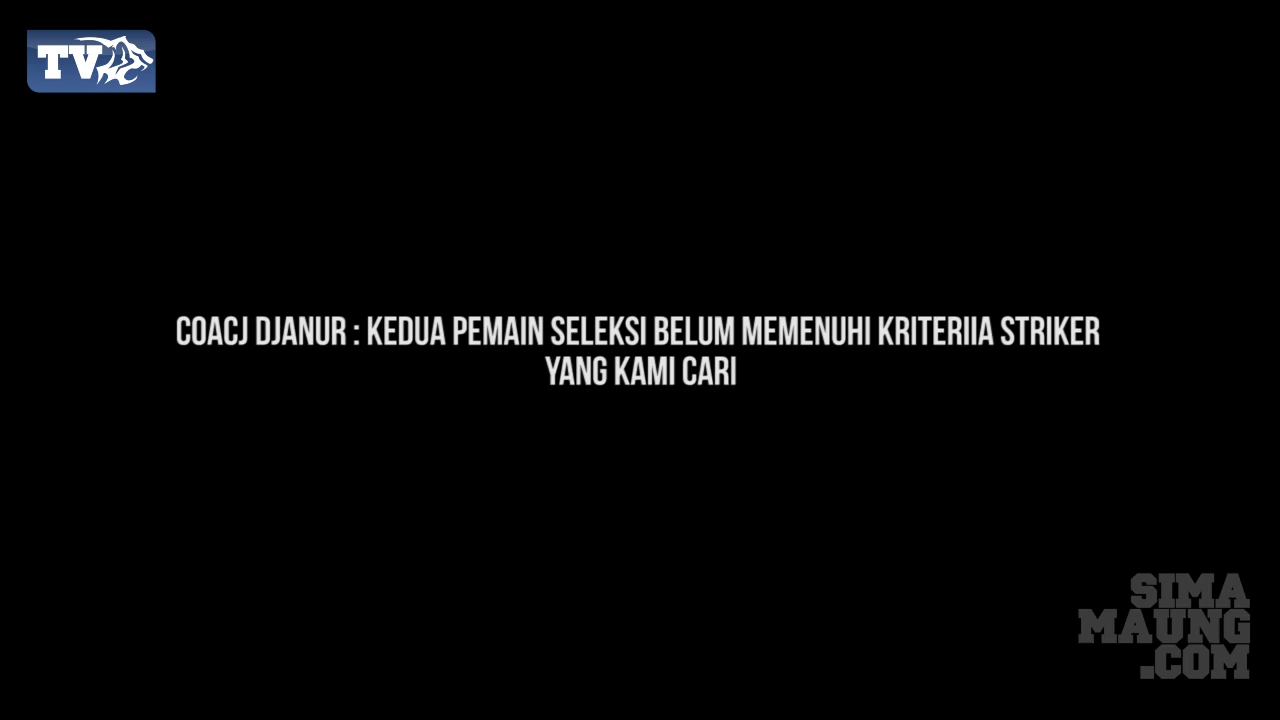 TV
COACJ DJANUR : KEDUA PEMAIN SELEKSI BELUM MEMENUHI KRITERIIA STRIKER
YANG KAMI CARI
SIMA
MAUNG
.COM